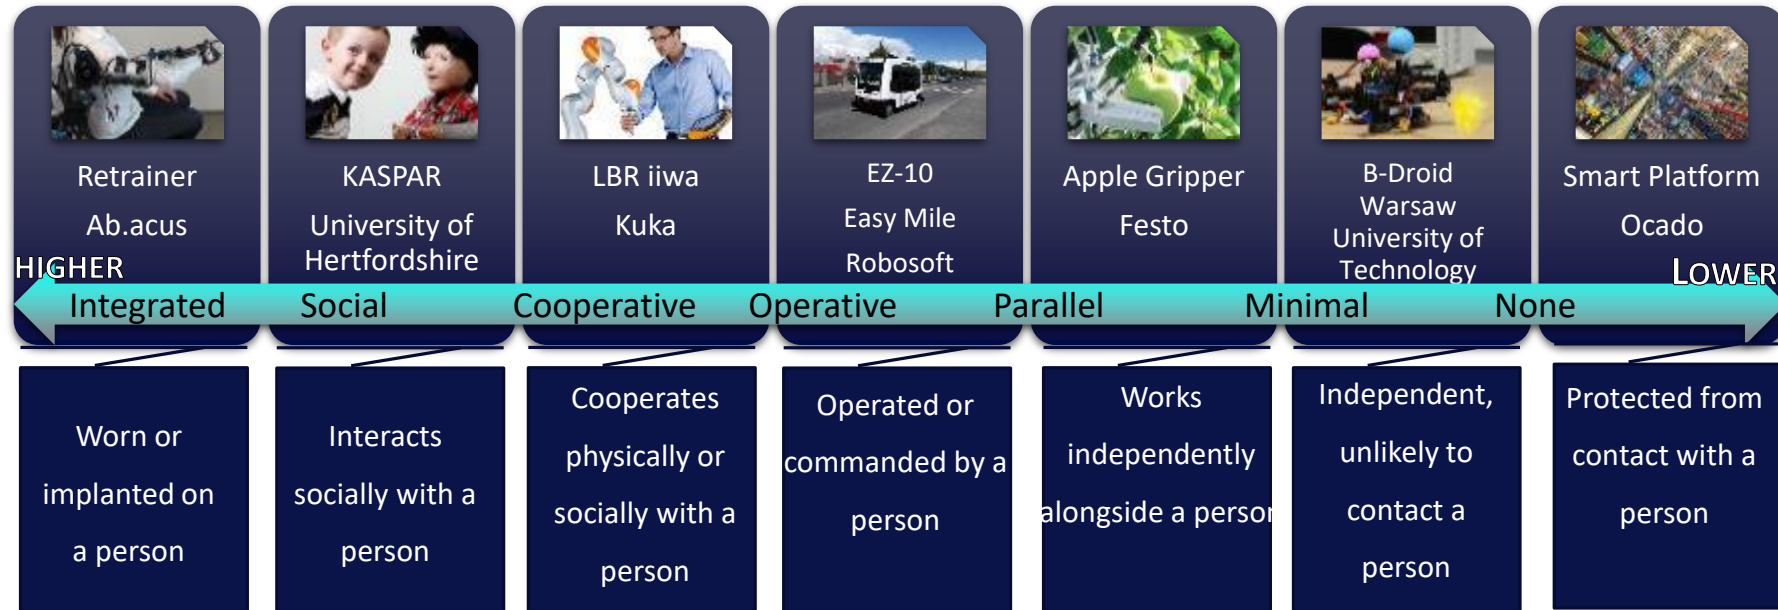 Retrainer
Ab.acus
KASPAR
University of
Hertfordshire
LBR iiwa
Kuka
EZ-10
Easy Mile
Robosoft
Apple Gripper
Festo
B-Droid
Warsaw
University of
Technology
Smart Platform
Ocado
HIGHER
LOWER
Integrated
Social
Cooperative
Operative
Parallel
Minimal
None
Worn or
implanted on
a person
Interacts
socially with a
person
Cooperates
physically or
socially with a
person
Operated or
commanded by a
person
Works
independently
alongside a person
Independent,
unlikely to
contact a
person
Protected from
contact with a
person